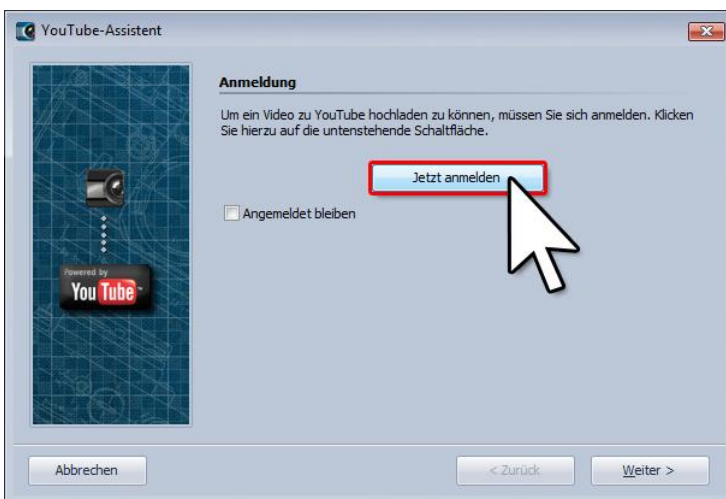 YouTube-Assistent
Anmeldung
Um ein Video zu YouTube hochladen zu können, müssen Sie sich anmelden. Klicken
Sie hierzu auf die untenstehende Schaltfläche.
Jetzt anmelden
Angemeldet bleiben
Powered by
YouTube
Abbrechen
< Zurück
Weiter >